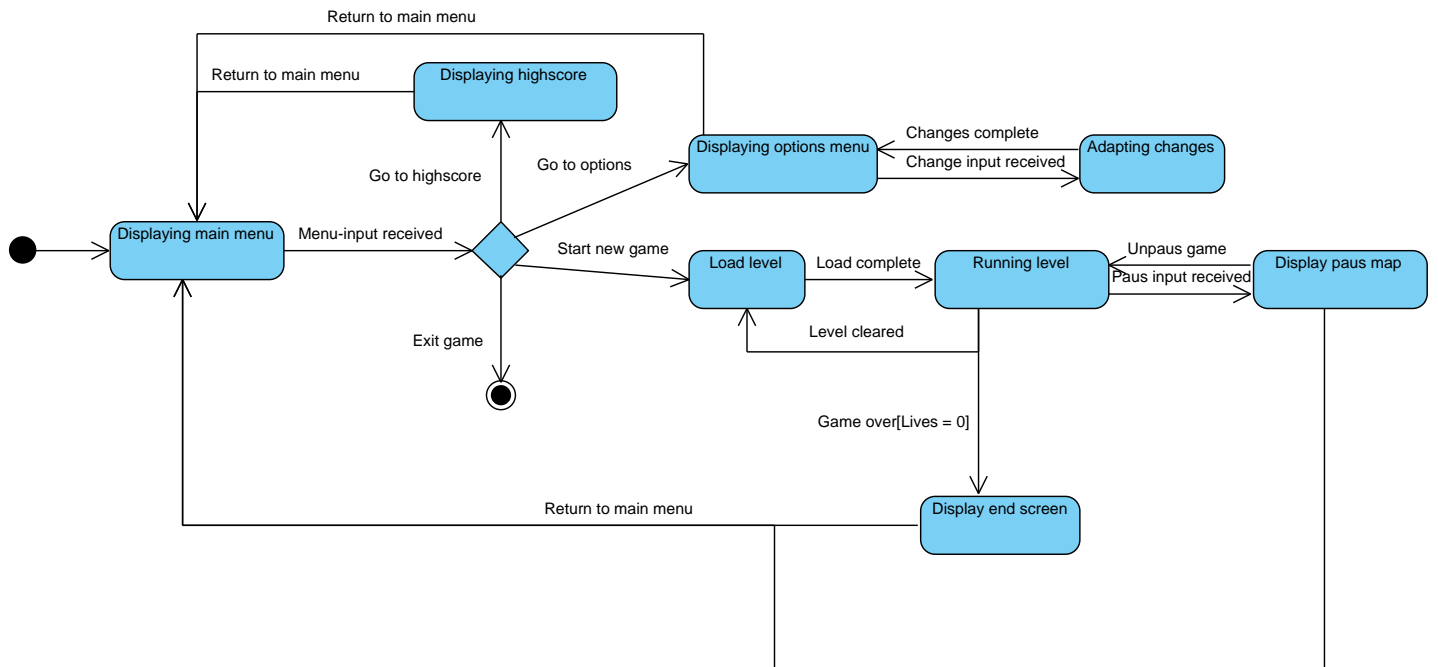 Return to main menu
Return to main menu
Displaying highscore
Go to highscore
Go to options
Displaying options menu
Changes complete
Change input received
Adapting changes
Displaying main menu
Menu-input received
Start new game
Load level
Load complete
Running level
Unpaus game
Paus input received
Display paus map
Level cleared
Exit game
Game over[Lives = 0]
Return to main menu
Display end screen